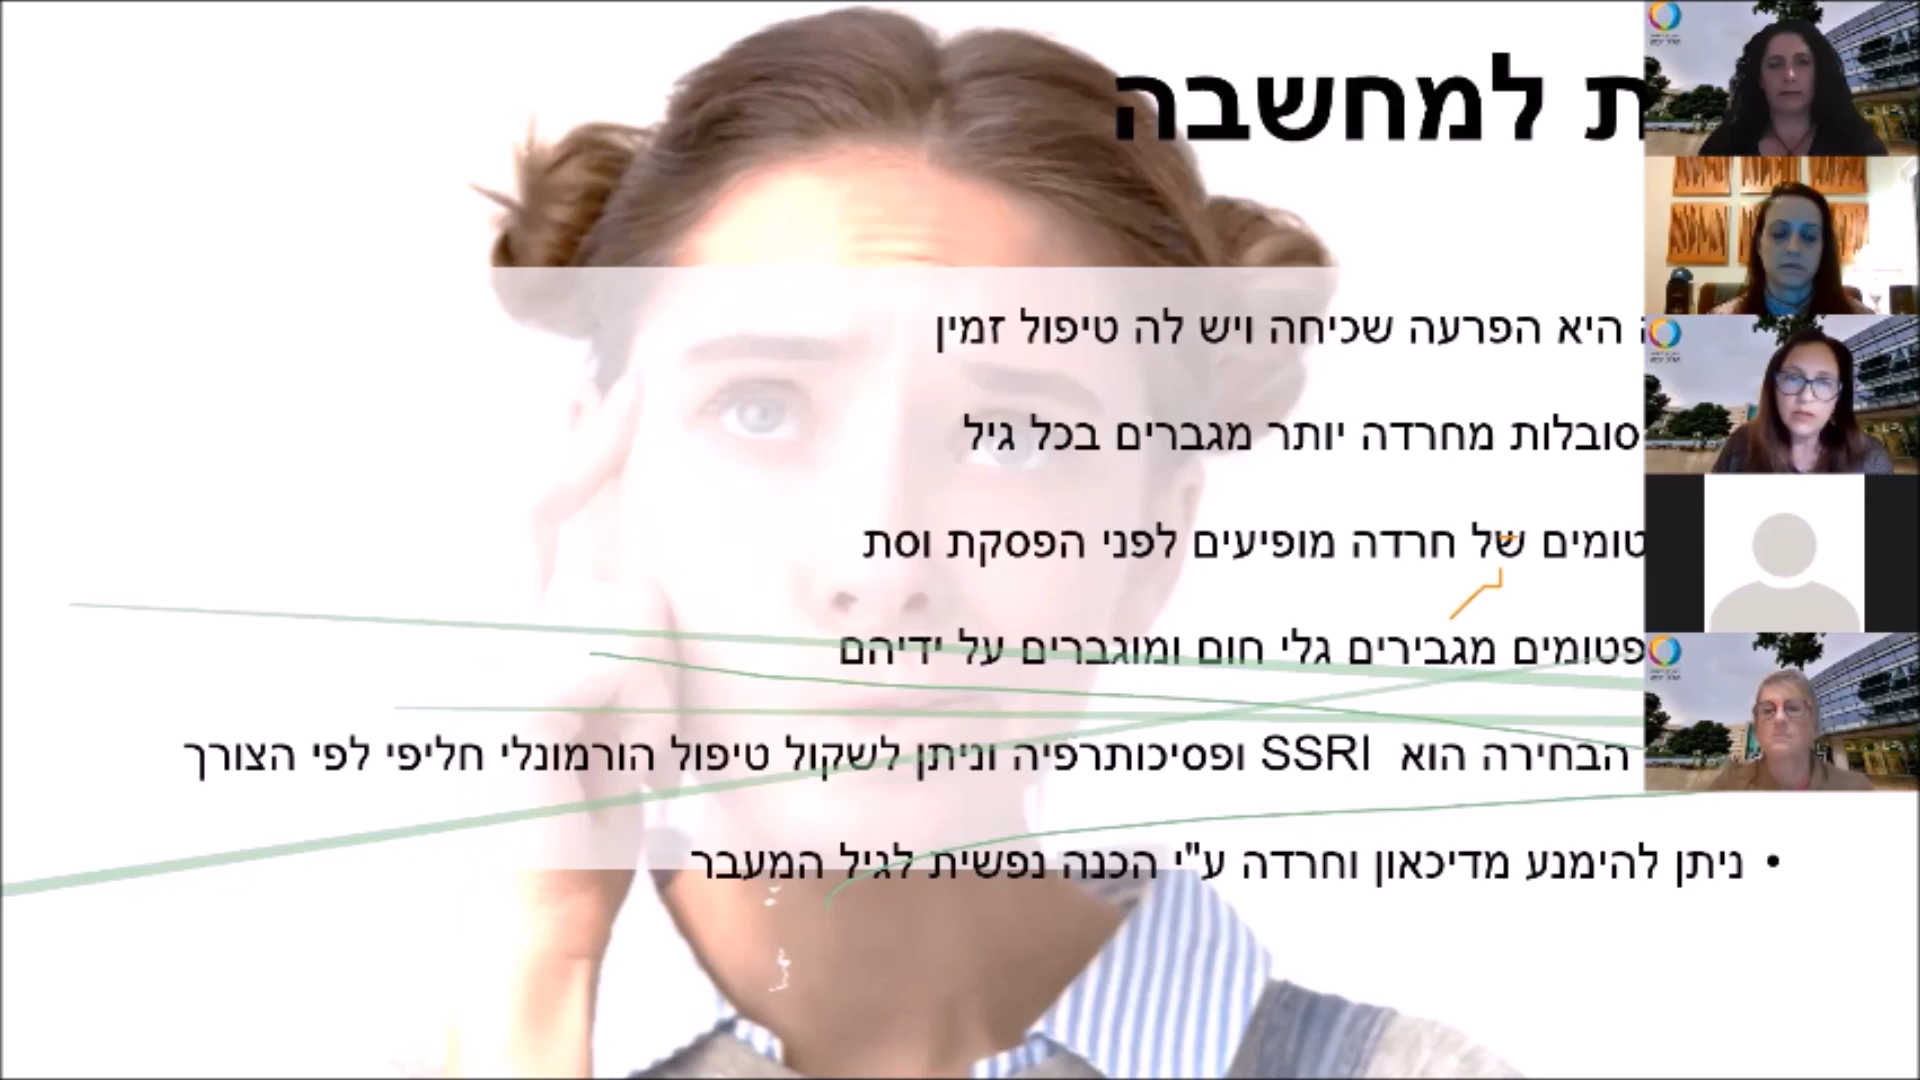 למחשבה
היא הפרעה שכיחה ויש לה טיפול זמין
סובלות מחרדה יותר מגברים בכל גיל
של חרדה מופיעים לפני הפסקת וסת
מגבירים גלי חום ומוגברים על ידיהם
הבחירה הוא SSRI ופסיכותרפיה וניתן לשקול טיפול הורמונלי חליפי לפי הצורך
• ניתן להימנע מדיכאון וחרדה ע"י הכנה נפשית לגיל המעבר